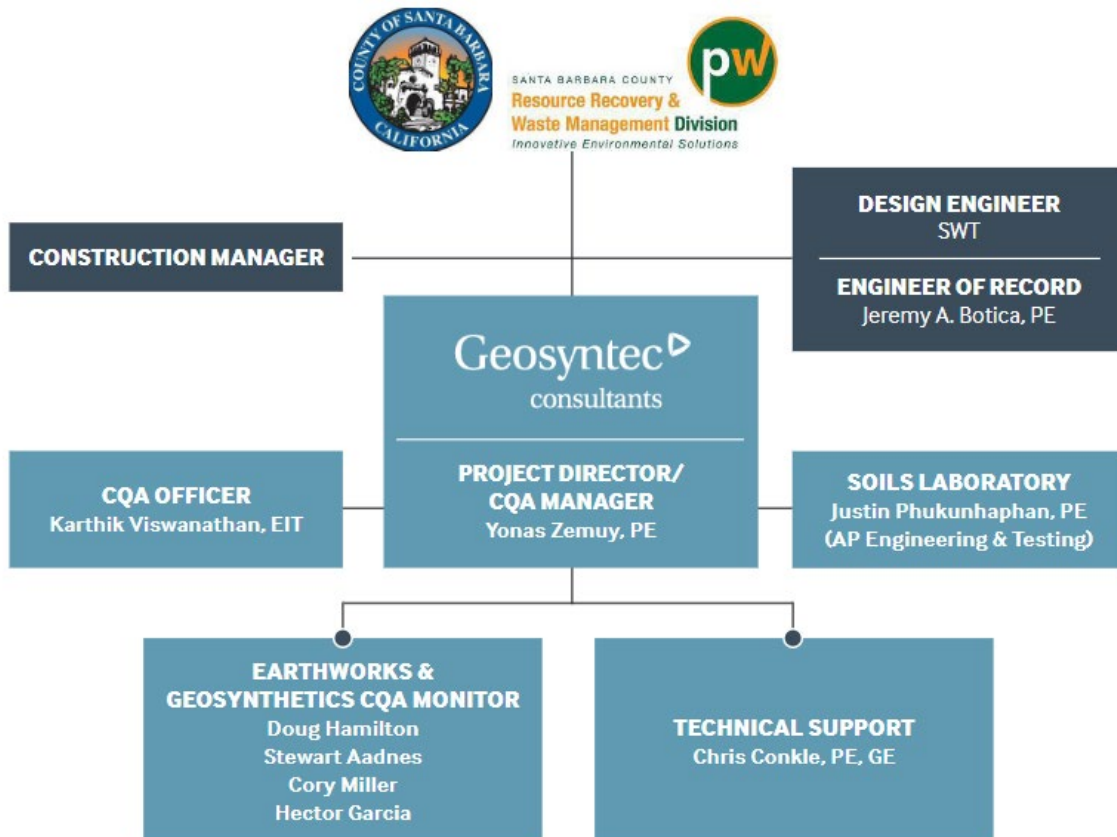 COUNTY OF SANTA BARBARA
CALIFORNIA
pw
SANTA BARBARA COUNTY
Resource Recovery &
Waste Management Division
Innovative Environmental Solutions
CONSTRUCTION MANAGER
DESIGN ENGINEER
SWT
ENGINEER OF RECORD
Jeremy A. Botica, PE
Geosyntec
consultants
PROJECT DIRECTOR/
CQA MANAGER
Yonas Zemuy, PE
CQA OFFICER
Karthik Viswanathan, EIT
SOILS LABORATORY
Justin Phukunhaphan, PE
(AP Engineering & Testing)
EARTHWORKS &
GEOSYNTHETICS CQA MONITOR
Doug Hamilton
Stewart Aadnes
Cory Miller
Hector Garcia
TECHNICAL SUPPORT
Chris Conkle, PE, GE